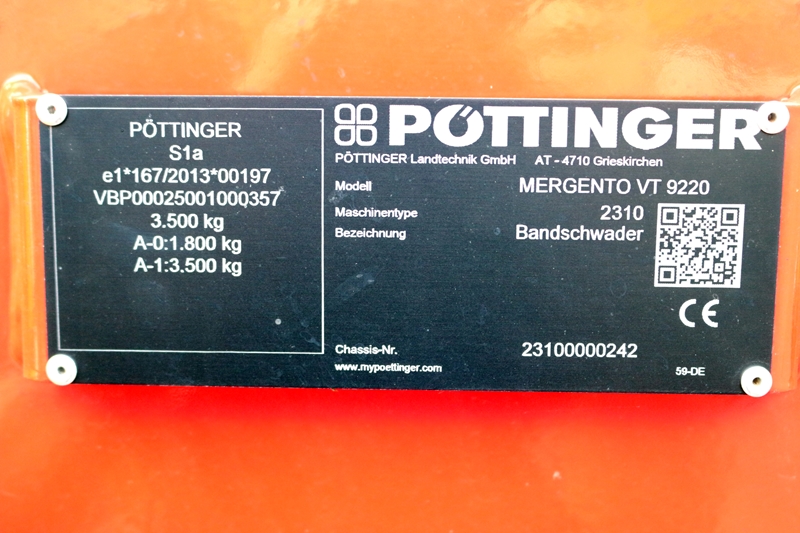 PÖTTINGER
S1a
e1*167/2013*00197
VBP00025001000357
3.500 kg
A-0:1.800 kg
A-1:3.500 kg
PÖTTINGER
PÖTTINGER Landtechnik GmbH AT - 4710 Grieskirchen
Modell MERGENTO VT 9220
Maschinentype 2310
Bezeichnung Bandschwader
CE
Chassis-Nr. 23100000242
www.mypoettinger.com 59-DE